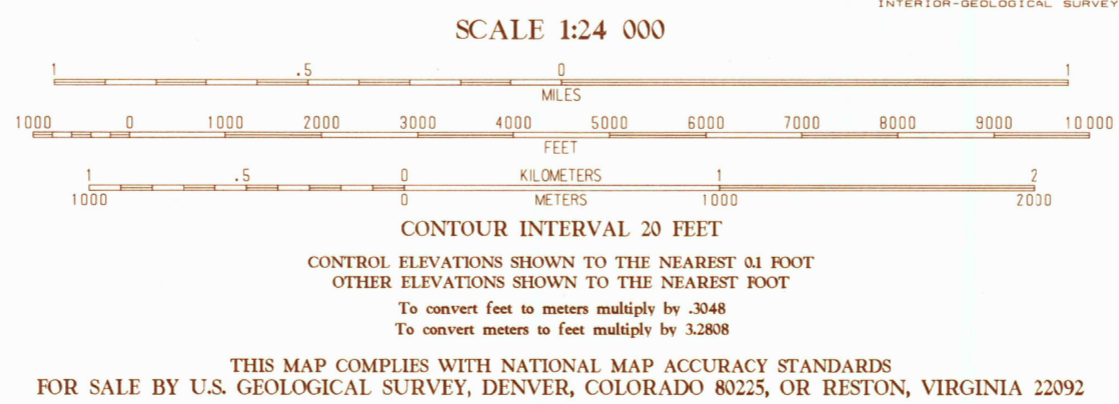 INTERIOR-GEOLOGICAL SURVEY
SCALE 1:24 000
1 .5 0 1
MILES
1000 0 1000 2000 3000 4000 5000 6000 7000 8000 9000 10 000
FEET
1 .5 0 KILOMETERS 1 2
1000 0 METERS 1000 2000
CONTOUR INTERVAL 20 FEET
CONTROL ELEVATIONS SHOWN TO THE NEAREST 0.1 FOOT
OTHER ELEVATIONS SHOWN TO THE NEAREST FOOT
To convert feet to meters multiply by .3048
To convert meters to feet multiply by 3.2808
THIS MAP COMPLIES WITH NATIONAL MAP ACCURACY STANDARDS
FOR SALE BY U.S. GEOLOGICAL SURVEY, DENVER, COLORADO 80225, OR RESTON, VIRGINIA 22092